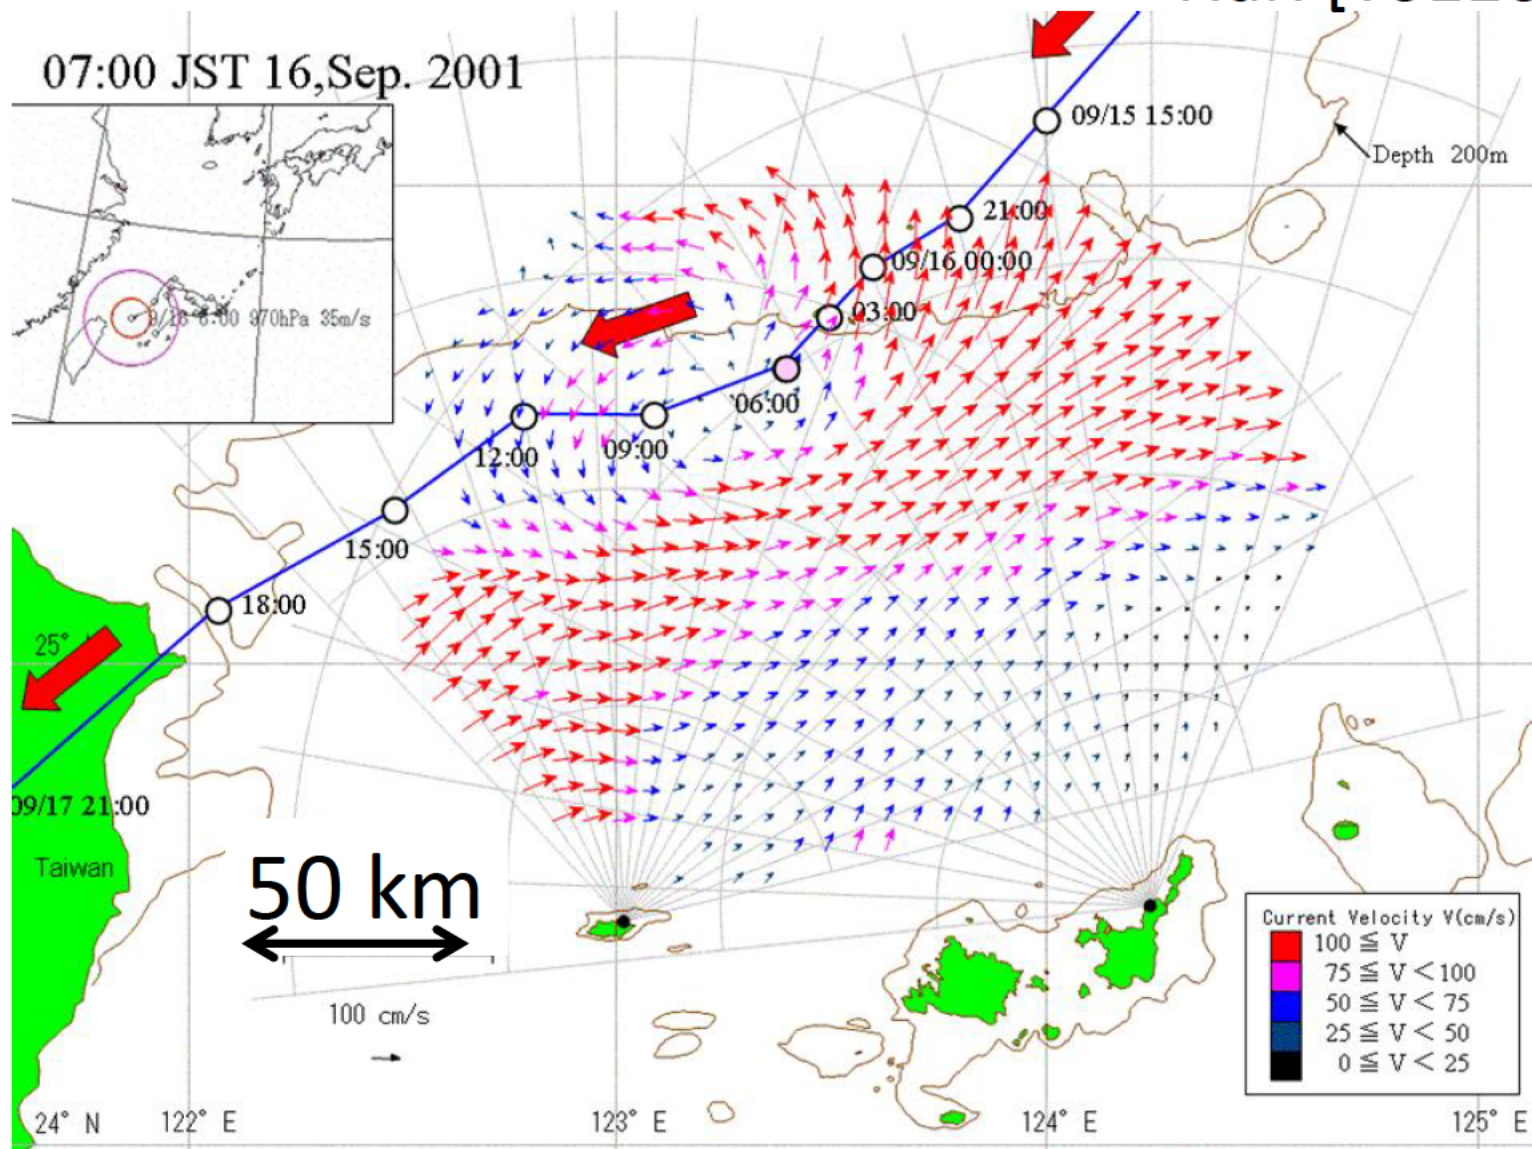 07:00 JST 16,Sep. 2001
09/15 15:00
Depth 200m
21:00
09/16 00:00
03:00
6:00 970hPa 35m/s
06:00
09:00
12:00
15:00
18:00
25°
09/17 21:00
Taiwan
50 km
100 cm/s
Current Velocity V(cm/s)
100 ≦ V
75 ≦ V < 100
50 ≦ V < 75
25 ≦ V < 50
0 ≦ V < 25
24° N
122° E
123° E
124° E
125° E